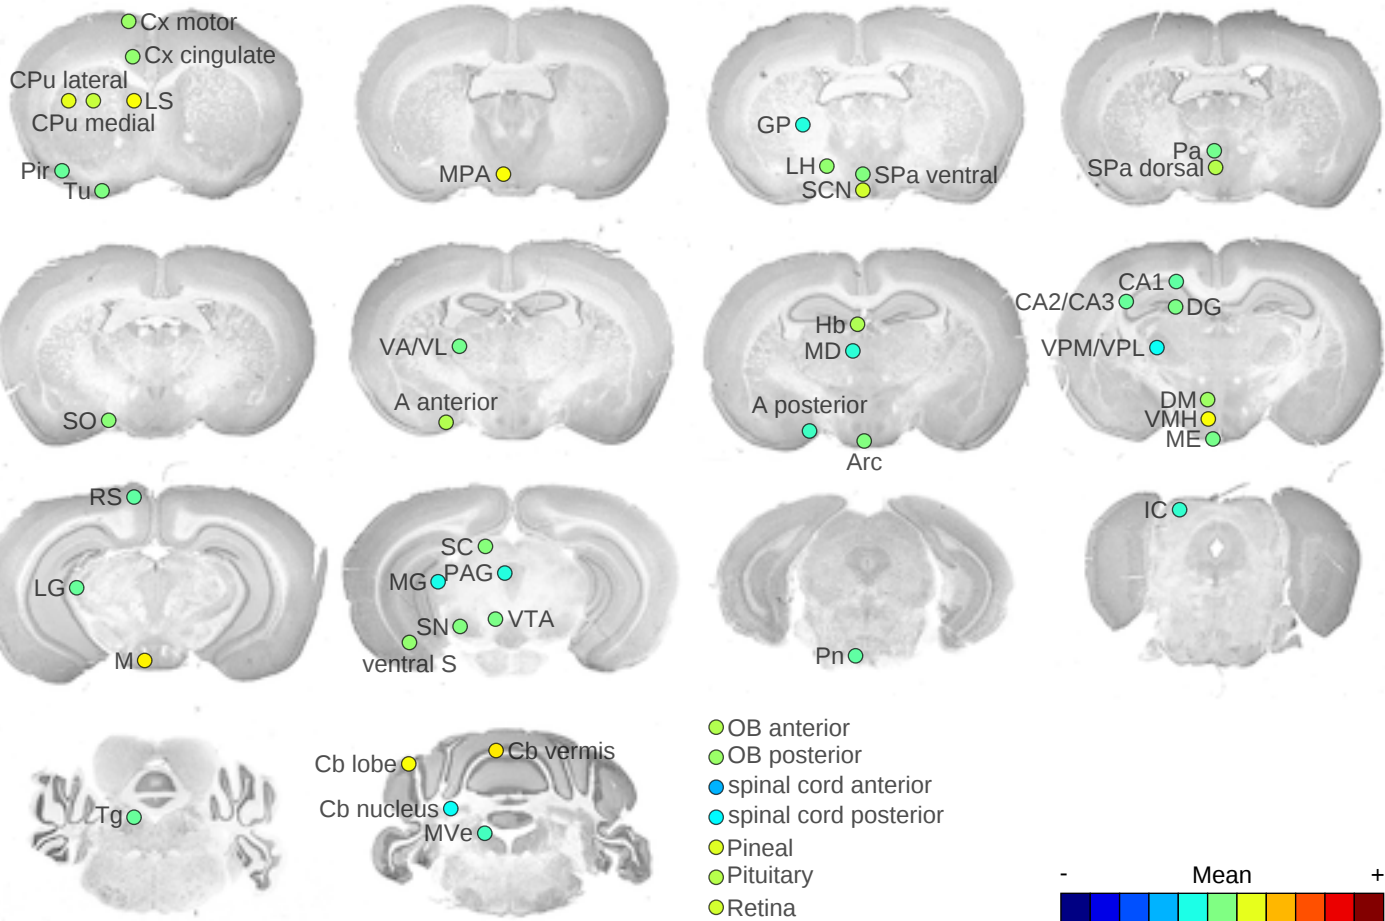 Cx motor
Cx cingulate
CPu lateral
LS
CPu medial
Pir
Tu
MPA
GP
LH
SPa ventral
SCN
Pa
SPa dorsal
SO
VA/VL
A anterior
Hb
MD
A posterior
Arc
CA1
CA2/CA3
DG
VPM/VPL
DM
VMH
ME
RS
LG
M
SC
MG
PAG
SN
VTA
ventral S
Pn
IC
Tg
Cb lobe
Cb vermis
Cb nucleus
MVe
OB anterior
OB posterior
spinal cord anterior
spinal cord posterior
Pineal
Pituitary
Retina
- Mean +